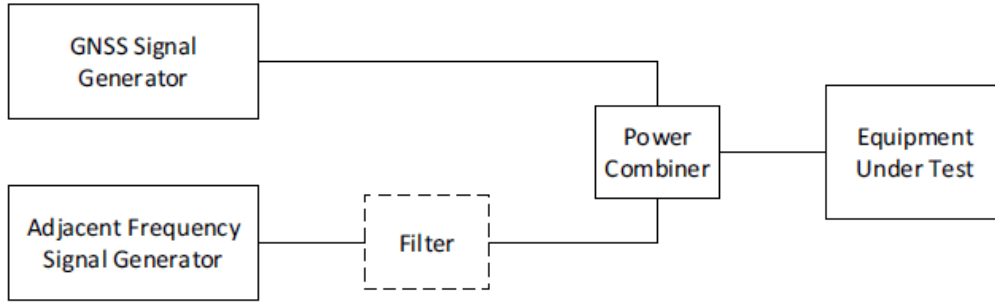 GNSS Signal
Generator
Power
Combiner
Equipment
Under Test
Adjacent Frequency
Signal Generator
Filter